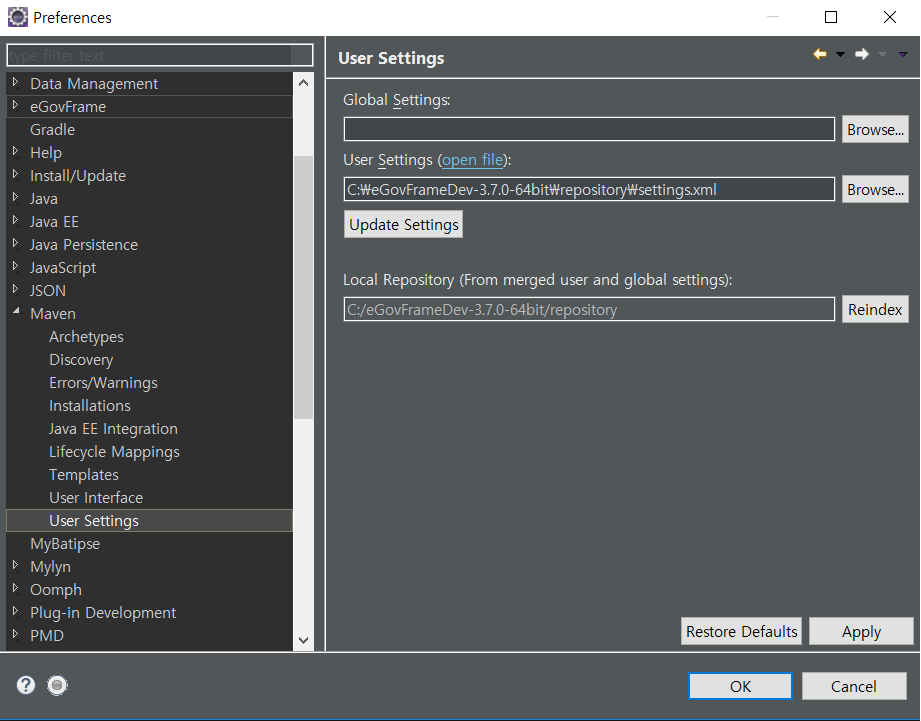 Preferences
type filter text
Data Management
eGovFrame
Gradle
Help
Install/Update
Java
Java EE
Java Persistence
JavaScript
JSON
Maven
Archetypes
Discovery
Errors/Warnings
Installations
Java EE Integration
Lifecycle Mappings
Templates
User Interface
User Settings
MyBatipse
Mylyn
Oomph
Plug-in Development
PMD
User Settings
Global Settings:
Browse...
User Settings (open file):
C:₩eGovFrameDev-3.7.0-64bit₩repository₩settings.xml
Browse...
Update Settings
Local Repository (From merged user and global settings):
C:/eGovFrameDev-3.7.0-64bit/repository
Reindex
Restore Defaults
Apply
OK
Cancel